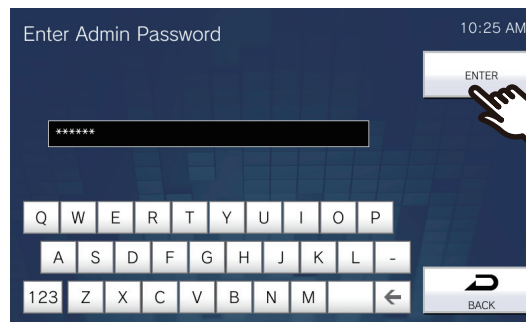 Enter Admin Password
10:25 AM
ENTER
******
Q W E R T Y U I O P
A S D F G H J K L -
123 Z X C V B N M ←
BACK